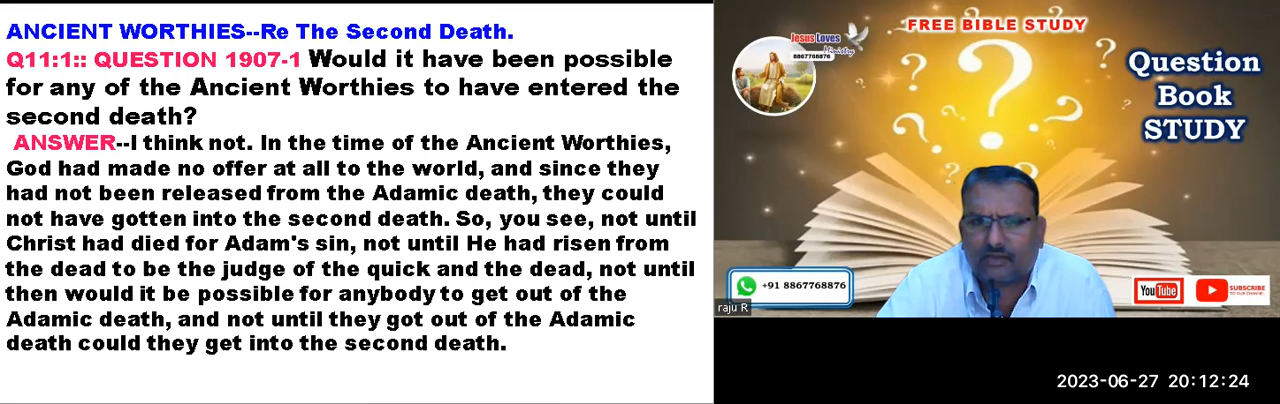 ANCIENT WORTHIES--Re The Second Death.
Q11:1:: QUESTION 1907-1 Would it have been possible
for any of the Ancient Worthies to have entered the
second death?
ANSWER--I think not. In the time of the Ancient Worthies,
God had made no offer at all to the world, and since they
had not been released from the Adamic death, they could
not have gotten into the second death. So, you see, not until
Christ had died for Adam's sin, not until He had risen from
the dead to be the judge of the quick and the dead, not until
then would it be possible for anybody to get out of the
Adamic death, and not until they got out of the Adamic
death could they get into the second death.
FREE BIBLE STUDY
Jesus Loves
Ministry
8867768876
Question
Book
STUDY
+91 8867768876
YouTube
SUBSCRIBE
TO OUR CHANNEL
raju R
2023-06-27 20:12:24